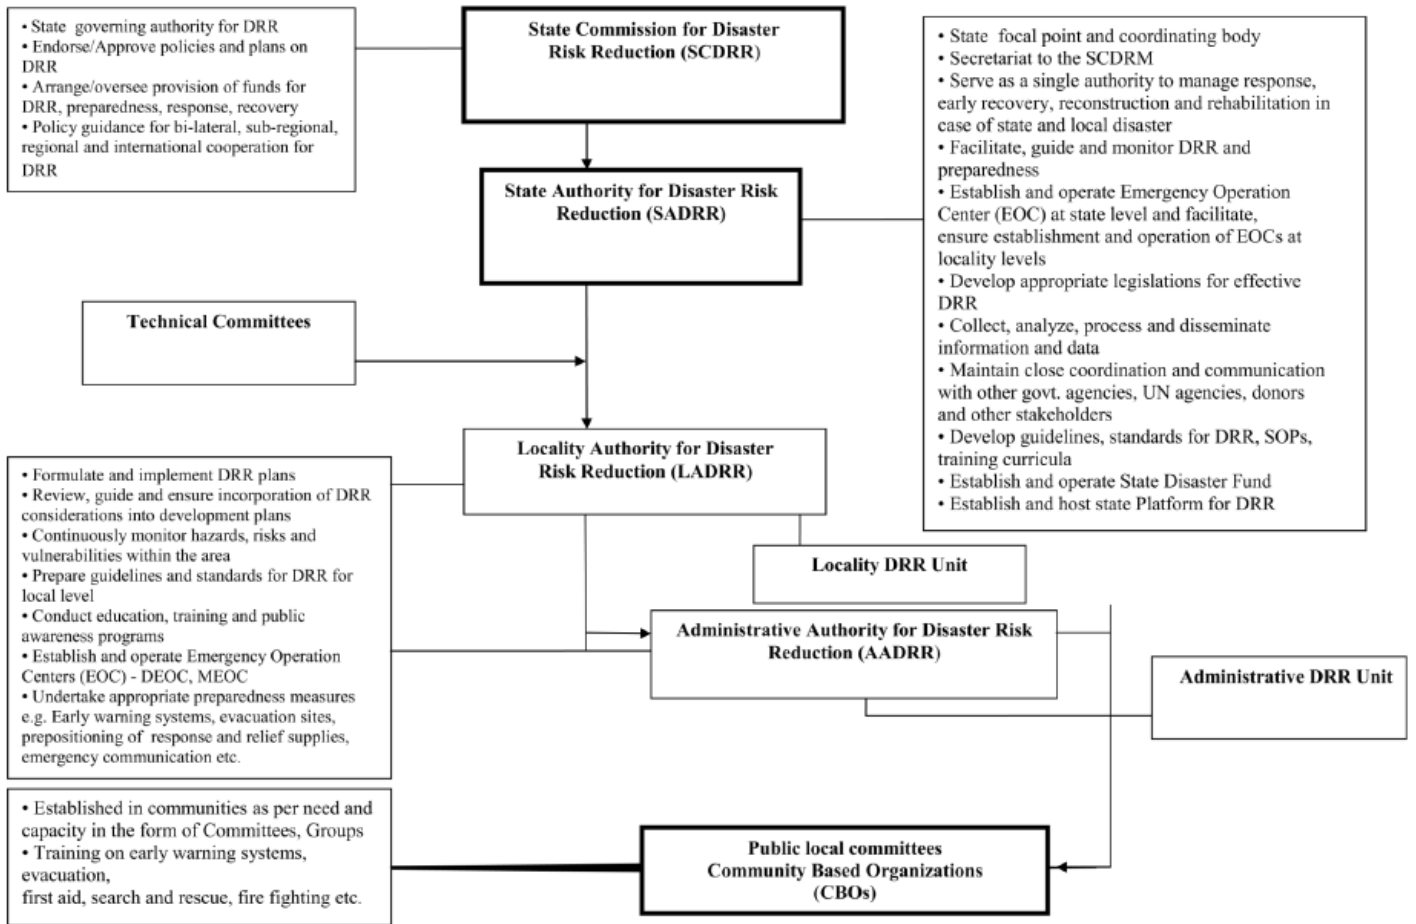 • State governing authority for DRR
• Endorse/Approve policies and plans on
DRR
• Arrange/oversee provision of funds for
DRR, preparedness, response, recovery
• Policy guidance for bi-lateral, sub-regional,
regional and international cooperation for
DRR
State Commission for Disaster
Risk Reduction (SCDRR)
• State focal point and coordinating body
• Secretariat to the SCDRM
• Serve as a single authority to manage response,
early recovery, reconstruction and rehabilitation in
case of state and local disaster
• Facilitate, guide and monitor DRR and
preparedness
• Establish and operate Emergency Operation
Center (EOC) at state level and facilitate,
ensure establishment and operation of EOCs at
locality levels
• Develop appropriate legislations for effective
DRR
• Collect, analyze, process and disseminate
information and data
• Maintain close coordination and communication
with other govt. agencies, UN agencies, donors
and other stakeholders
• Develop guidelines, standards for DRR, SOPs,
training curricula
• Establish and operate State Disaster Fund
• Establish and host state Platform for DRR
State Authority for Disaster Risk
Reduction (SADRR)
Technical Committees
Locality Authority for Disaster
Risk Reduction (LADRR)
• Formulate and implement DRR plans
• Review, guide and ensure incorporation of DRR
considerations into development plans
• Continuously monitor hazards, risks and
vulnerabilities within the area
• Prepare guidelines and standards for DRR for
local level
• Conduct education, training and public
awareness programs
• Establish and operate Emergency Operation
Centers (EOC) - DEOC, MEOC
• Undertake appropriate preparedness measures
e.g. Early warning systems, evacuation sites,
prepositioning of response and relief supplies,
emergency communication etc.
Locality DRR Unit
Administrative Authority for Disaster Risk
Reduction (AADRR)
Administrative DRR Unit
• Established in communities as per need and
capacity in the form of Committees, Groups
• Training on early warning systems,
evacuation,
first aid, search and rescue, fire fighting etc.
Public local committees
Community Based Organizations
(CBOs)